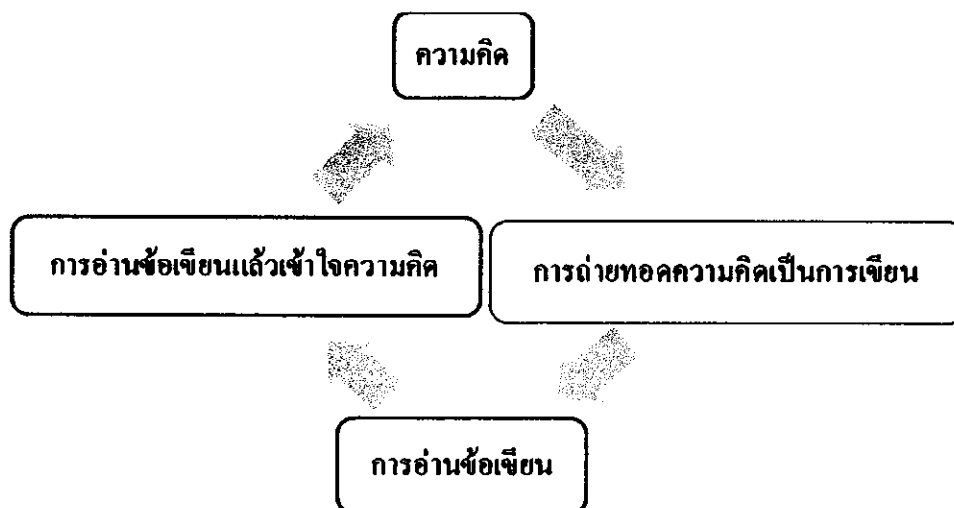 ความคิด
การอ่านข้อเขียนแล้วเข้าใจความคิด
การถ่ายทอดความคิดเป็นการเขียน
การอ่านข้อเขียน